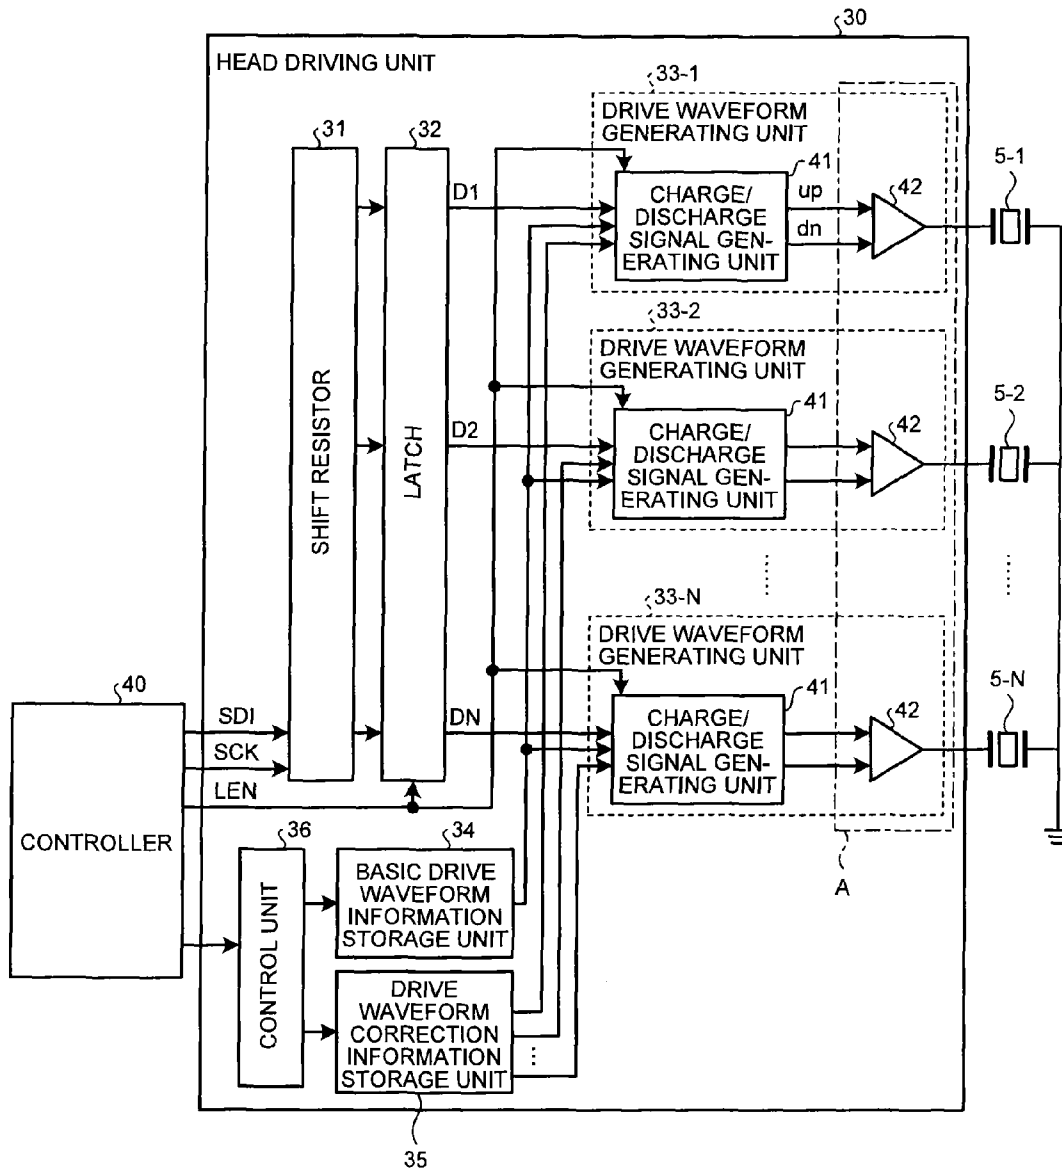 30
HEAD DRIVING UNIT
33-1
DRIVE WAVEFORM
GENERATING UNIT
31
32
41
5-1
D1
CHARGE/
DISCHARGE
SIGNAL GEN-
ERATING UNIT
up
dn
42
33-2
DRIVE WAVEFORM
GENERATING UNIT
41
5-2
SHIFT RESISTOR
LATCH
D2
CHARGE/
DISCHARGE
SIGNAL GEN-
ERATING UNIT
42
33-N
DRIVE WAVEFORM
GENERATING UNIT
40
41
5-N
SDI
SCK
LEN
DN
CHARGE/
DISCHARGE
SIGNAL GEN-
ERATING UNIT
42
CONTROLLER
36
34
A
CONTROL UNIT
BASIC DRIVE
WAVEFORM
INFORMATION
STORAGE UNIT
DRIVE
WAVEFORM
CORRECTION
INFORMATION
STORAGE UNIT
35